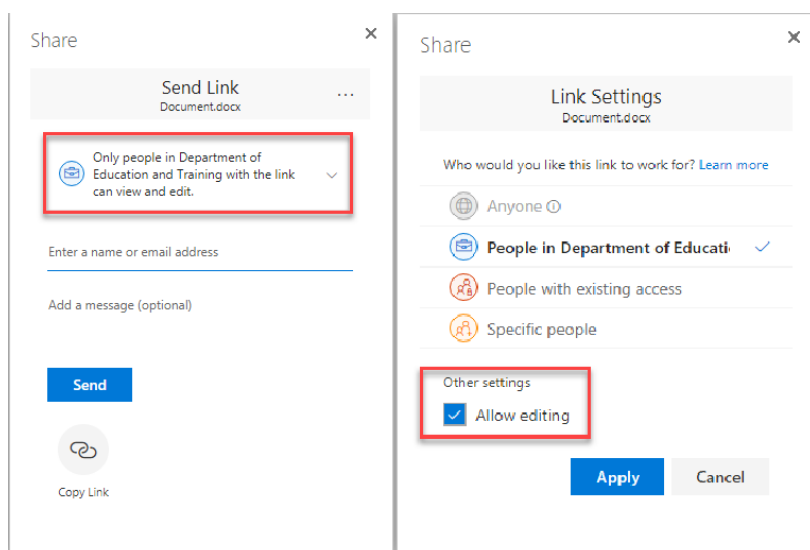 Share
Send Link
...
Document.docx
Only people in Department of
Education and Training with the link
can view and edit.
Enter a name or email address
Add a message (optional)
Send
Copy Link
Share
Link Settings
Document.docx
Who would you like this link to work for? Learn more
Anyone
People in Department of Educati
People with existing access
Specific people
Other settings
Allow editing
Apply
Cancel